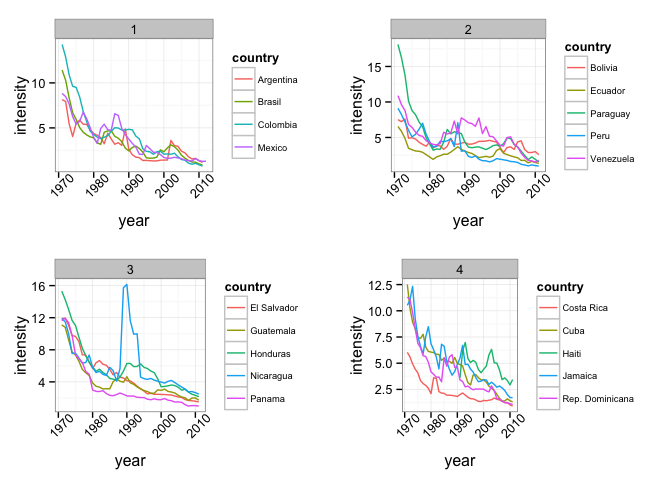 1
intensity
10
5
1970
1980
1990
2000
2010
year
country
Argentina
Brasil
Colombia
Mexico
2
intensity
15
10
5
1970
1980
1990
2000
2010
year
country
Bolivia
Ecuador
Paraguay
Peru
Venezuela
3
intensity
16
12
8
4
1970
1980
1990
2000
2010
year
country
El Salvador
Guatemala
Honduras
Nicaragua
Panama
4
intensity
12.5
10.0
7.5
5.0
2.5
1970
1980
1990
2000
2010
year
country
Costa Rica
Cuba
Haiti
Jamaica
Rep. Dominicana